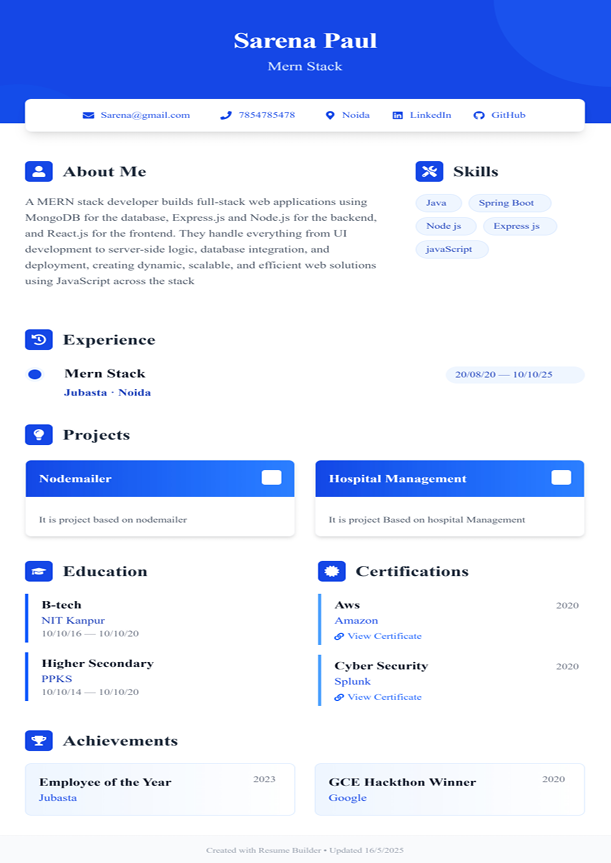 Sarena Paul
Mern Stack
Sarena@gmail.com 7854785478 Noida LinkedIn GitHub
About Me
A MERN stack developer builds full-stack web applications using
MongoDB for the database, Express.js and Node.js for the backend,
and React.js for the frontend. They handle everything from UI
development to server-side logic, database integration, and
deployment, creating dynamic, scalable, and efficient web solutions
using JavaScript across the stack
Skills
Java Spring Boot
Node js Express js
javaScript
Experience
Mern Stack 20/08/20 — 10/10/25
Jubasta · Noida
Projects
Nodemailer
It is project based on nodemailer
Hospital Management
It is project Based on hospital Management
Education
B-tech
NIT Kanpur
10/10/16 — 10/10/20
Higher Secondary
PPKS
10/10/14 — 10/10/20
Certifications
Aws 2020
Amazon
View Certificate
Cyber Security 2020
Splunk
View Certificate
Achievements
Employee of the Year 2023
Jubasta
GCE Hackthon Winner 2020
Google
Created with Resume Builder • Updated 16/5/2025